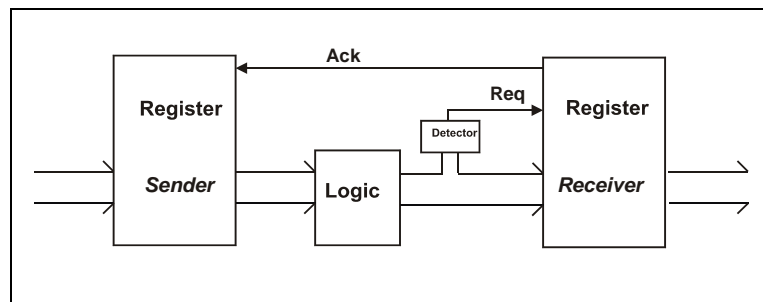 Ack
Req
Register
Detector
Register
Sender
Logic
Receiver